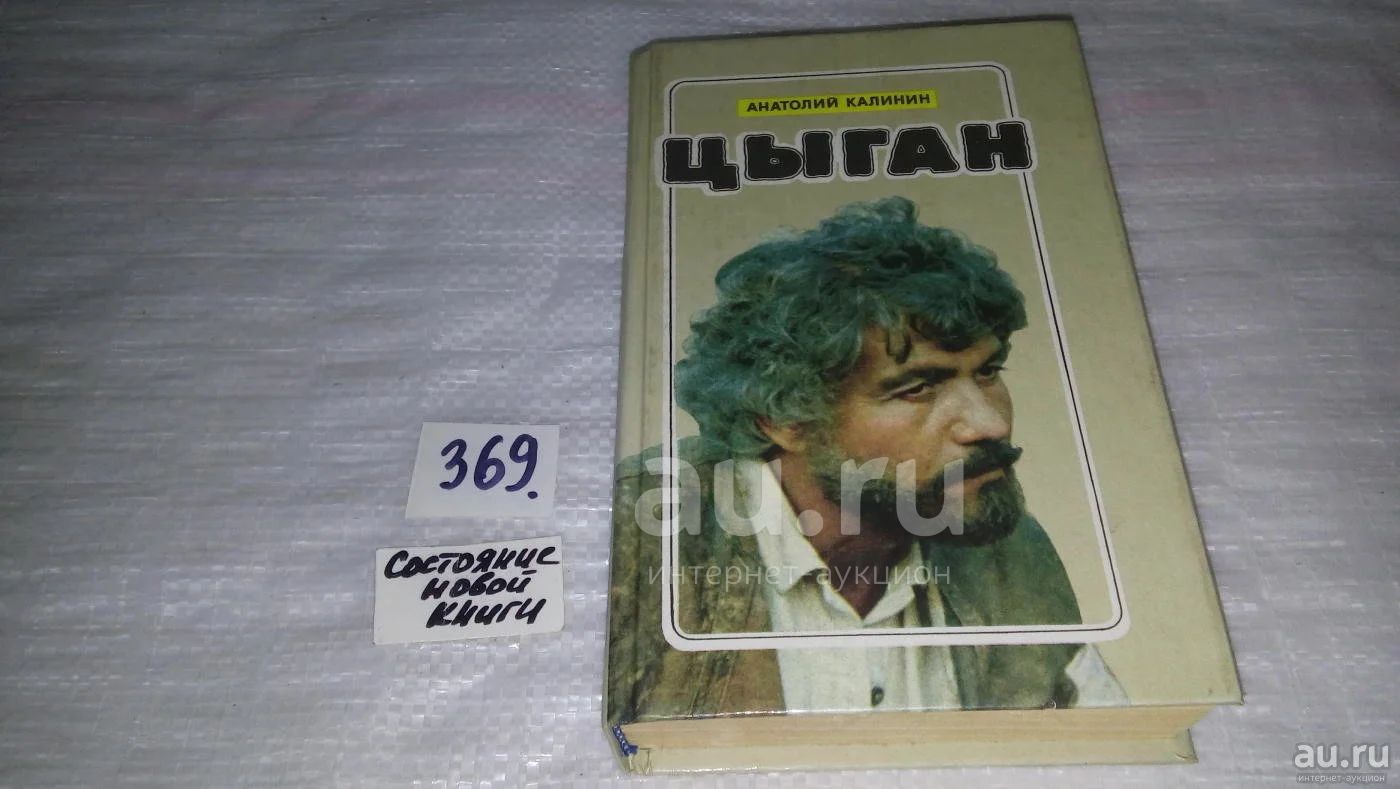 АНАТОЛИЙ КАЛИНИН
ЦЫГАН
369.
Состояние
новой
книги
au.ru
интернет-аукцион
au.ru
интернет-аукцион